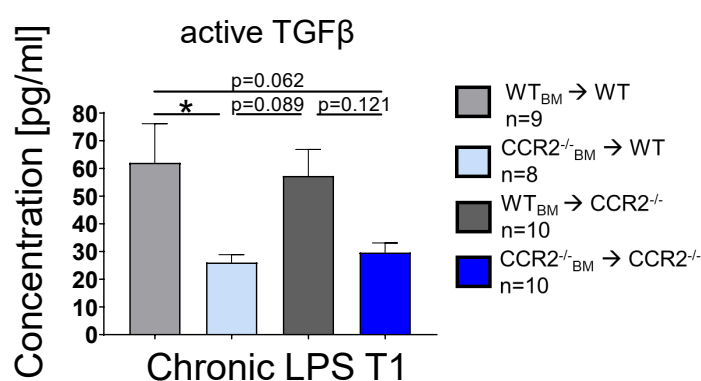 active TGFβ
Concentration [pg/ml]
p=0.062
* p=0.089 p=0.121
80
70
60
50
40
30
20
10
0
Chronic LPS T1
WTBM → WT
n=9
CCR2-/-BM → WT
n=8
WTBM → CCR2-/-
n=10
CCR2-/-BM → CCR2-/-
n=10